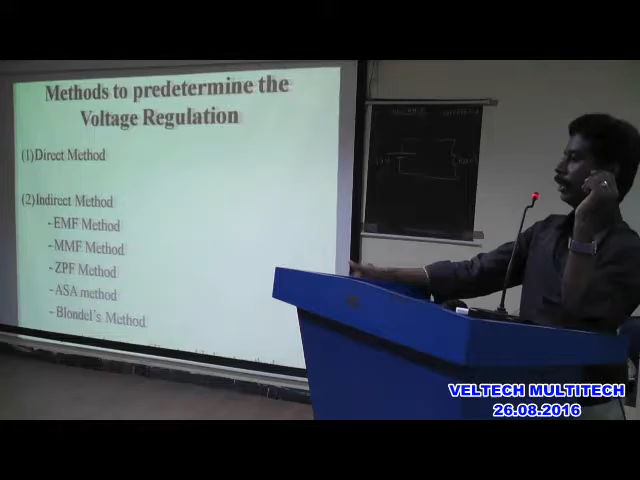 Methods to predetermine the
Voltage Regulation
(1)Direct Method
(2)Indirect Method
- EMF Method
- MMF Method
- ZPF Method
- ASA method
- Blondel's Method
VELTECH MULTITECH
26.08.2016